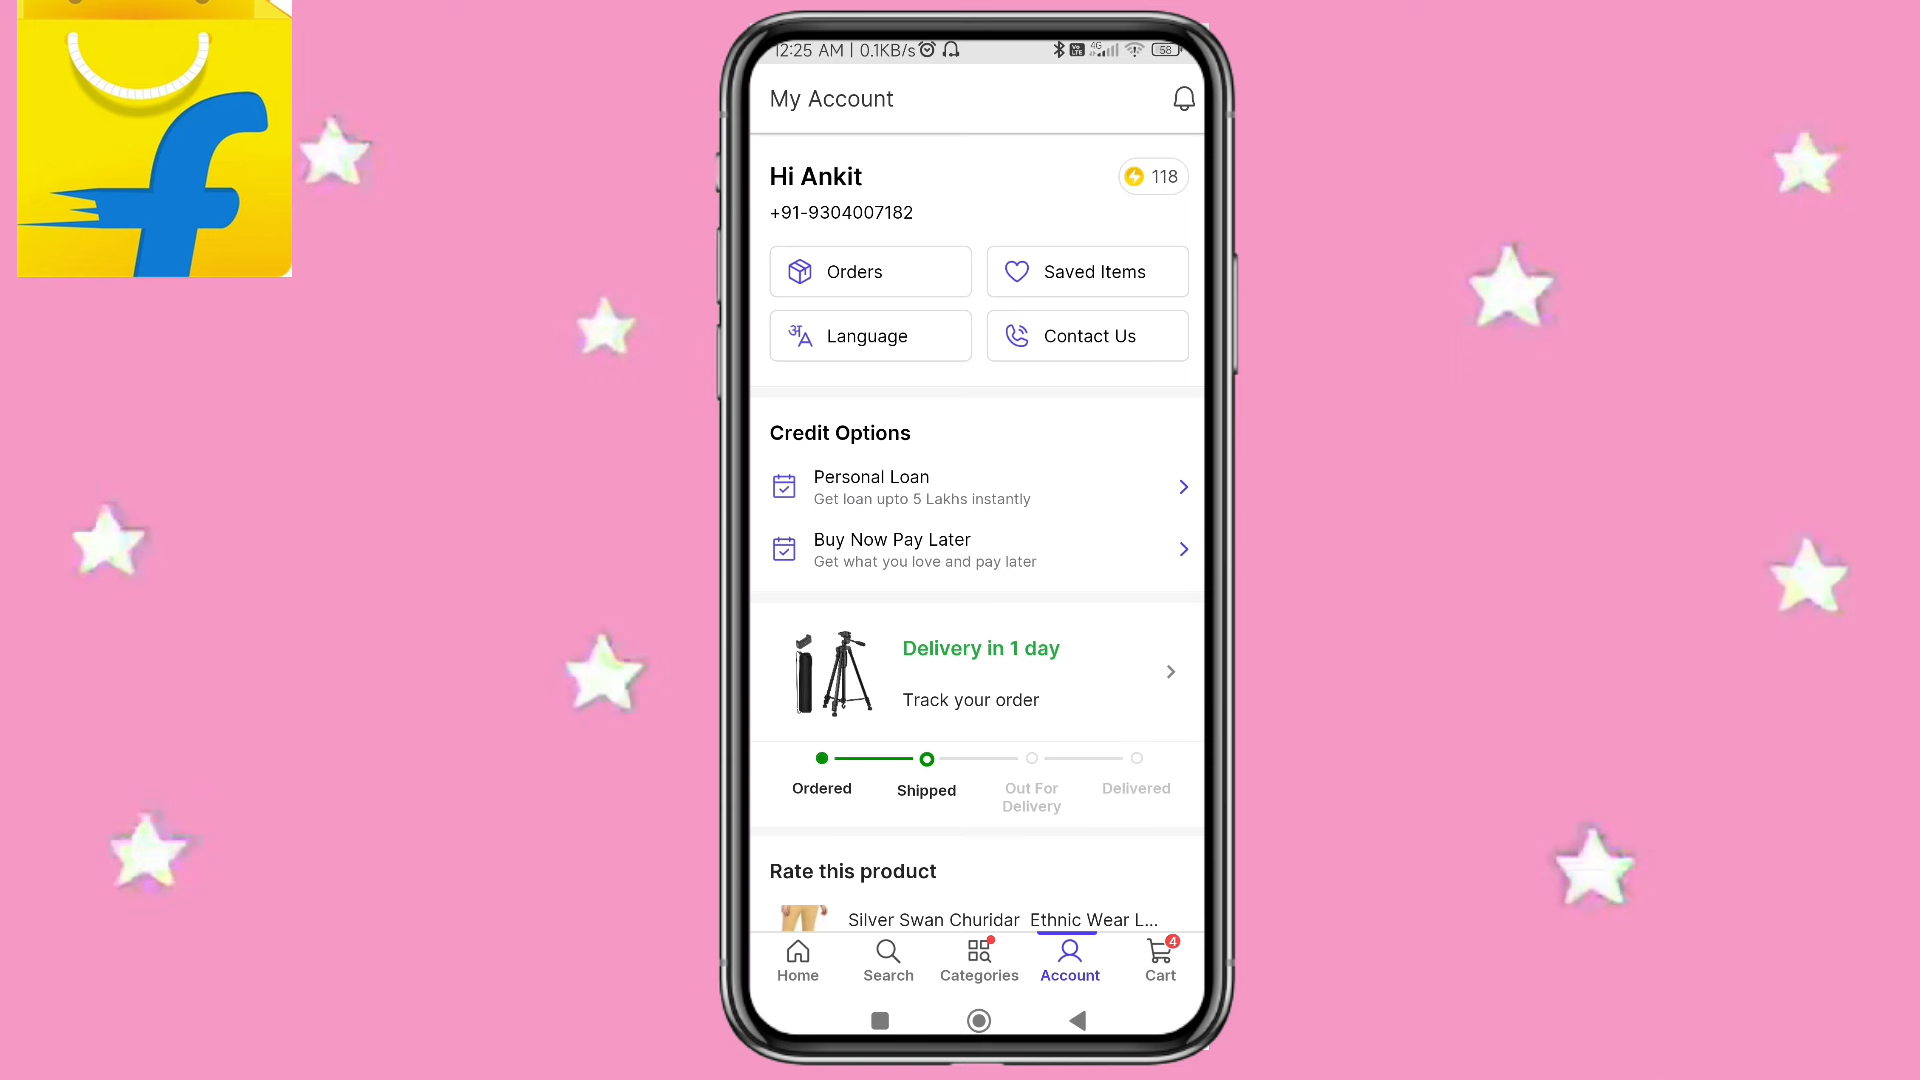 12:25 AM | 0.1KB/s
4G
58
My Account
Hi Ankit
118
+91-9304007182
Orders
Saved Items
Language
Contact Us
Credit Options
Personal Loan
Get loan upto 5 Lakhs instantly
Buy Now Pay Later
Get what you love and pay later
Delivery in 1 day
Track your order
Ordered
Shipped
Out For
Delivery
Delivered
Rate this product
Silver Swan Churidar Ethnic Wear L...
4
Home
Search
Categories
Account
Cart